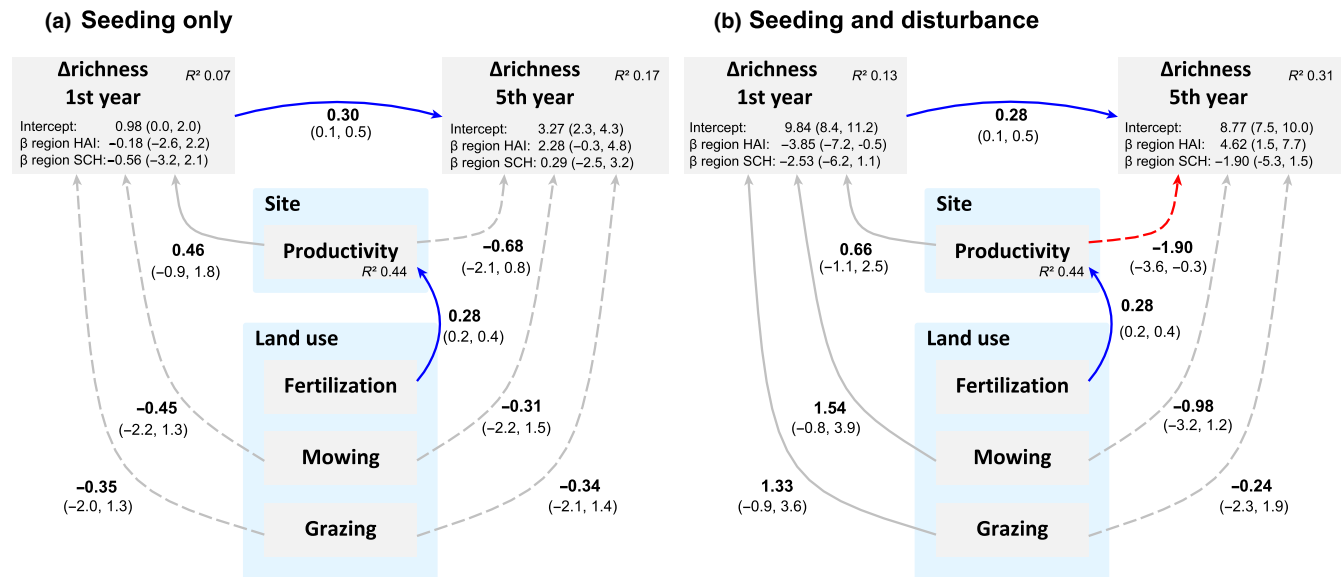 (a) Seeding only
Δrichness
1st year
R² 0.07
Intercept: 0.98 (0.0, 2.0)
β region HAI: −0.18 (−2.6, 2.2)
β region SCH: −0.56 (−3.2, 2.1)
0.30
(0.1, 0.5)
Δrichness
5th year
R² 0.17
Intercept: 3.27 (2.3, 4.3)
β region HAI: 2.28 (−0.3, 4.8)
β region SCH: 0.29 (−2.5, 3.2)
Site
Productivity
R² 0.44
0.46
(−0.9, 1.8)
−0.68
(−2.1, 0.8)
0.28
(0.2, 0.4)
Land use
Fertilization
Mowing
Grazing
−0.45
(−2.2, 1.3)
−0.31
(−2.2, 1.5)
−0.35
(−2.0, 1.3)
−0.34
(−2.1, 1.4)
(b) Seeding and disturbance
Δrichness
1st year
R² 0.13
Intercept: 9.84 (8.4, 11.2)
β region HAI: −3.85 (−7.2, -0.5)
β region SCH: −2.53 (−6.2, 1.1)
0.28
(0.1, 0.5)
Δrichness
5th year
R² 0.31
Intercept: 8.77 (7.5, 10.0)
β region HAI: 4.62 (1.5, 7.7)
β region SCH: −1.90 (−5.3, 1.5)
Site
Productivity
R² 0.44
0.66
(−1.1, 2.5)
−1.90
(−3.6, −0.3)
0.28
(0.2, 0.4)
Land use
Fertilization
Mowing
Grazing
1.54
(−0.8, 3.9)
−0.98
(−3.2, 1.2)
1.33
(−0.9, 3.6)
−0.24
(−2.3, 1.9)